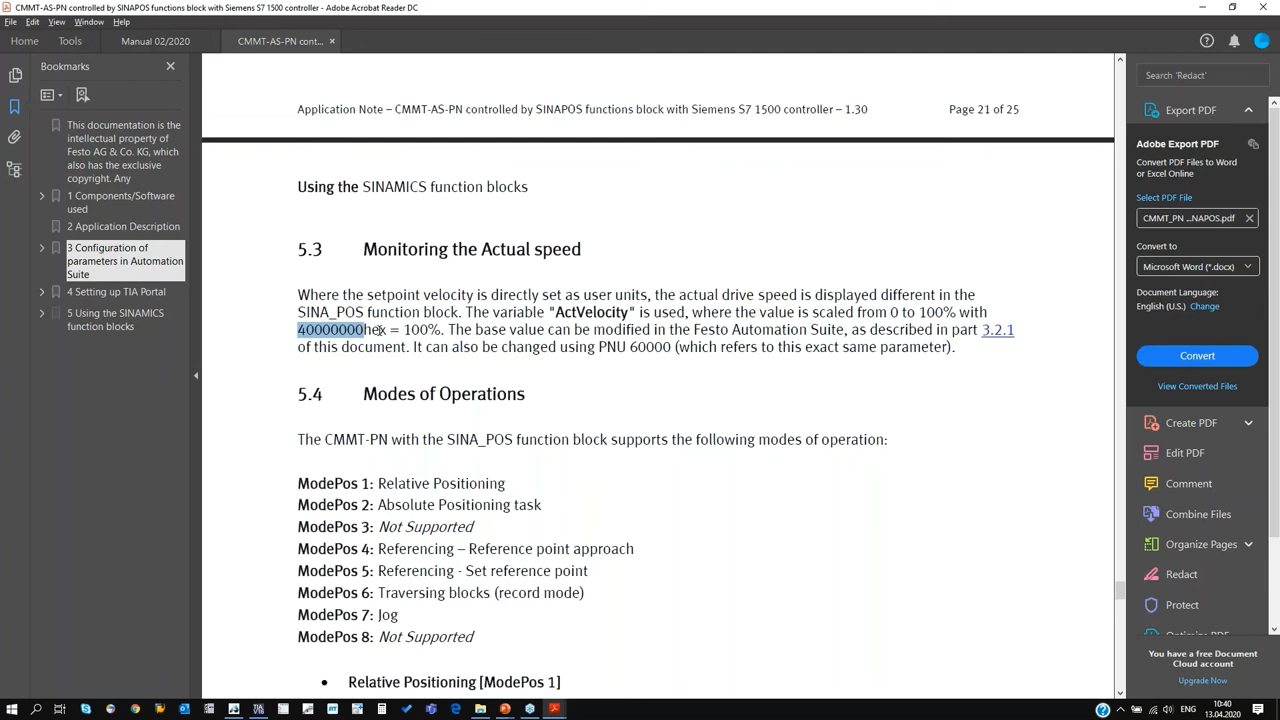 CMMT-AS-PN controlled by SINAPOS functions block with Siemens S7 1500 controller - Adobe Acrobat Reader DC
File Edit View Window Help
Home Tools Manual 02/2020 CMMT-AS-PN cont... ×
Bookmarks
This documentation is the
intellectual property of
Festo AG & Co. KG, which
also has the exclusive
copyright. Any
1 Components/Software
used
2 Application Description
3 Configuration of
parameters in Automation
Suite
4 Setting up TIA Portal
5 Using the SINAMICS
function blocks
Application Note – CMMT-AS-PN controlled by SINAPOS functions block with Siemens S7 1500 controller – 1.30 Page 21 of 25
Using the SINAMICS function blocks
5.3 Monitoring the Actual speed
Where the setpoint velocity is directly set as user units, the actual drive speed is displayed different in the
SINA_POS function block. The variable "ActVelocity" is used, where the value is scaled from 0 to 100% with
40000000hex = 100%. The base value can be modified in the Festo Automation Suite, as described in part 3.2.1
of this document. It can also be changed using PNU 60000 (which refers to this exact same parameter).
5.4 Modes of Operations
The CMMT-PN with the SINA_POS function block supports the following modes of operation:
ModePos 1: Relative Positioning
ModePos 2: Absolute Positioning task
ModePos 3: Not Supported
ModePos 4: Referencing – Reference point approach
ModePos 5: Referencing - Set reference point
ModePos 6: Traversing blocks (record mode)
ModePos 7: Jog
ModePos 8: Not Supported
• Relative Positioning [ModePos 1]
Search 'Redact'
Export PDF
Adobe Export PDF
Convert PDF Files to Word
or Excel Online
Select PDF File
CMMT_PN ...NAPOS.pdf
Convert to
Microsoft Word (*.docx)
Document Language:
English (U.S.) Change
Convert
View Converted Files
Create PDF
Edit PDF
Comment
Combine Files
Organize Pages
Redact
Protect
Optimize PDF
You have a free Document
Cloud account
Upgrade Now
10:40
13.04.2020